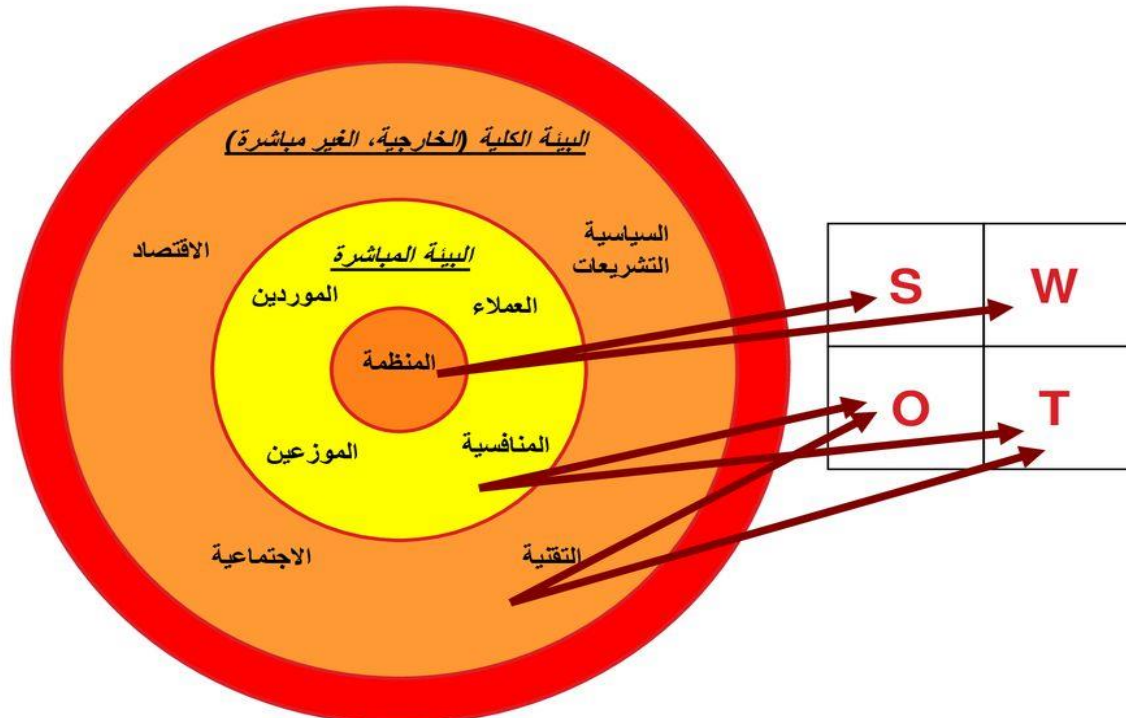 البيئة الكلية (الخارجية، الغير مباشرة)
السياسية
التشريعات
الاقتصاد
البيئة المباشرة
العملاء
الموردين
المنظمة
المنافسية
الموزعين
التقنية
الاجتماعية
S W
O T